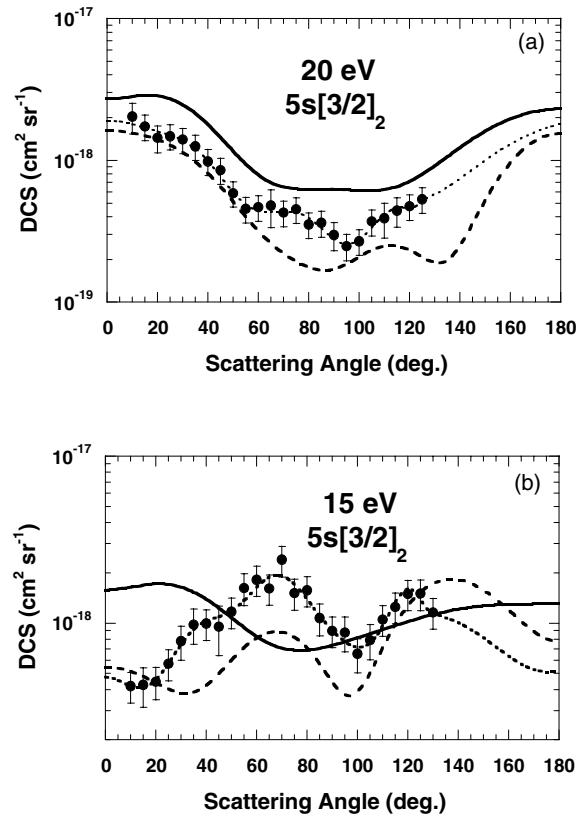 (a)
20 eV
5s[3/2]₂
DCS (cm² sr⁻¹)
10⁻¹⁷
10⁻¹⁸
10⁻¹⁹
0 20 40 60 80 100 120 140 160 180
Scattering Angle (deg.)
(b)
15 eV
5s[3/2]₂
DCS (cm² sr⁻¹)
10⁻¹⁷
10⁻¹⁸
0 20 40 60 80 100 120 140 160 180
Scattering Angle (deg.)